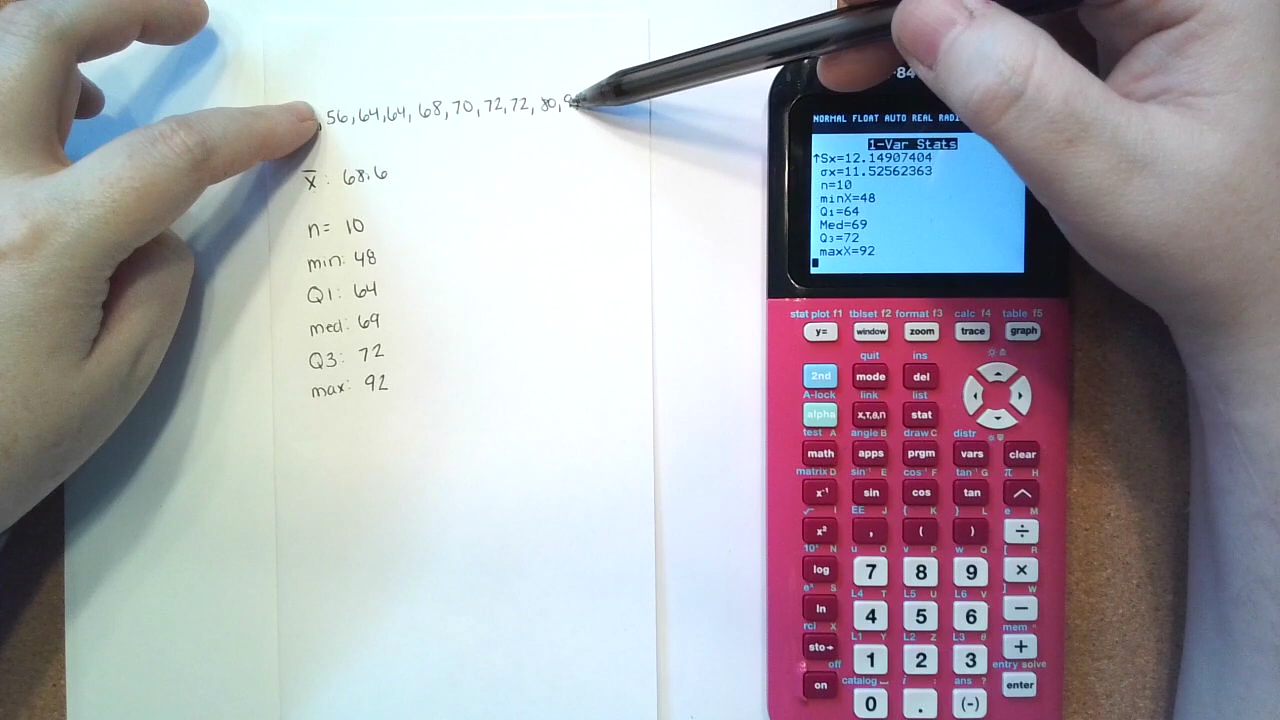 , 56, 64, 64, 68, 70, 72, 72, 80, 9
x̄: 68.6
n= 10
min: 48
Q1: 64
med: 69
Q3: 72
max: 92
-84
NORMAL FLOAT AUTO REAL RADI
1-Var Stats
↑Sx=12.14907404
σx=11.52562363
n=10
minX=48
Q₁=64
Med=69
Q₃=72
maxX=92
stat plot f1 tblset f2 format f3 calc f4 table f5
y= window zoom trace graph
quit ins
2nd mode del
A-lock link list
alpha X,T,θ,n stat
test A angle B draw C distr
math apps prgm vars clear
matrix D sin⁻¹ E cos⁻¹ F tan⁻¹ G π H
x⁻¹ sin cos tan ^
√ I EE J { K } L e M
x² , ( ) ÷
10ˣ N u O v P w Q [ R
log 7 8 9 ×
eˣ S L4 T L5 U L6 V ] W
ln 4 5 6 −
rcl X L1 Y L2 Z L3 θ mem "
sto→ 1 2 3 +
off catalog i : ans ? entry solve
on 0 . (-) enter